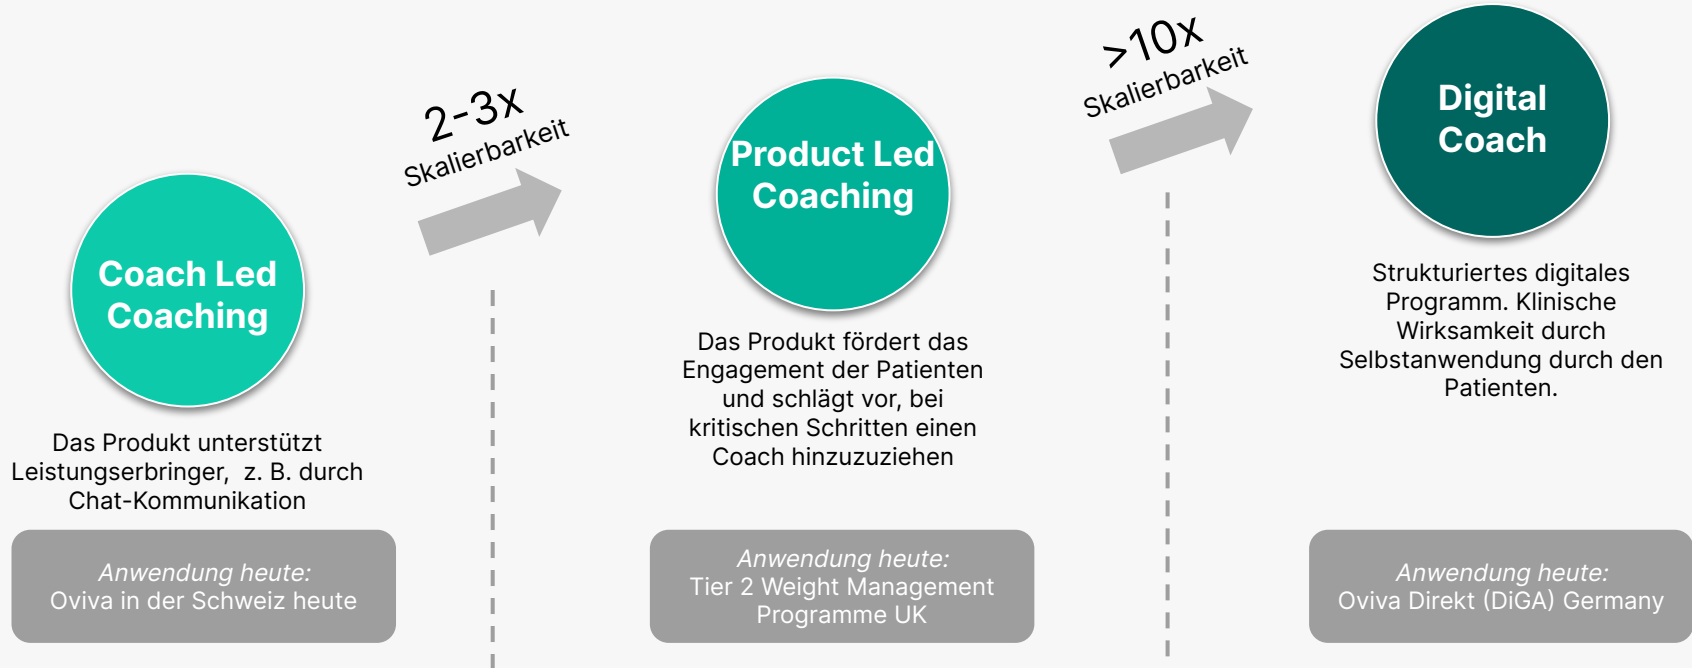 Coach Led
Coaching
Das Produkt unterstützt
Leistungserbringer,  z. B. durch
Chat-Kommunikation
Anwendung heute:
Oviva in der Schweiz heute
2-3x
Skalierbarkeit
Product Led
Coaching
Das Produkt fördert das
Engagement der Patienten
und schlägt vor, bei
kritischen Schritten einen
Coach hinzuzuziehen
Anwendung heute:
Tier 2 Weight Management
Programme UK
>10x
Skalierbarkeit
Digital
Coach
Strukturiertes digitales
Programm. Klinische
Wirksamkeit durch
Selbstanwendung durch den
Patienten.
Anwendung heute:
Oviva Direkt (DiGA) Germany